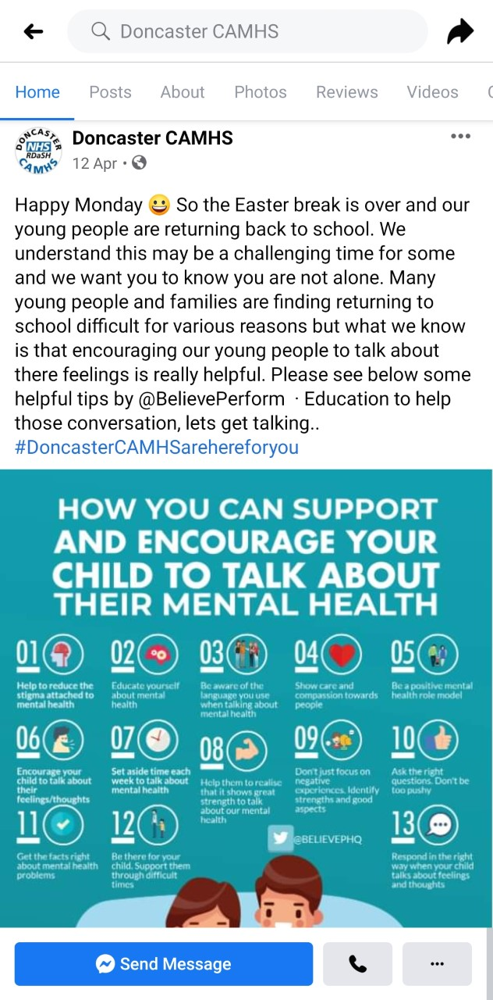 Doncaster CAMHS
Home Posts About Photos Reviews Videos
DONCASTER
NHS
RDaSH
CAMHS
Doncaster CAMHS
12 Apr ·
Happy Monday 😀 So the Easter break is over and our
young people are returning back to school. We
understand this may be a challenging time for some
and we want you to know you are not alone. Many
young people and families are finding returning to
school difficult for various reasons but what we know
is that encouraging our young people to talk about
there feelings is really helpful. Please see below some
helpful tips by @BelievePerform · Education to help
those conversation, lets get talking..
#DoncasterCAMHSarehereforyou
HOW YOU CAN SUPPORT
AND ENCOURAGE YOUR
CHILD TO TALK ABOUT
THEIR MENTAL HEALTH
01
Help to reduce the
stigma attached to
mental health
02
Educate yourself
about mental
health
03
Be aware of the
language you use
when talking about
mental health
04
Show care and
compassion towards
people
05
Be a positive mental
health role model
06
Encourage your
child to talk about
their
feelings/thoughts
07
Set aside time each
week to talk about
mental health
08
Help them to realise
that it shows great
strength to talk
about our mental
health
09
Don't just focus on
negative
experiences. Identify
strengths and good
aspects
10
Ask the right
questions. Don't be
too pushy
11
Get the facts right
about mental health
problems
12
Be there for your
child. Support them
through difficult
times
@BELIEVEPHQ
13
Respond in the right
way when your child
talks about feelings
and thoughts
Send Message